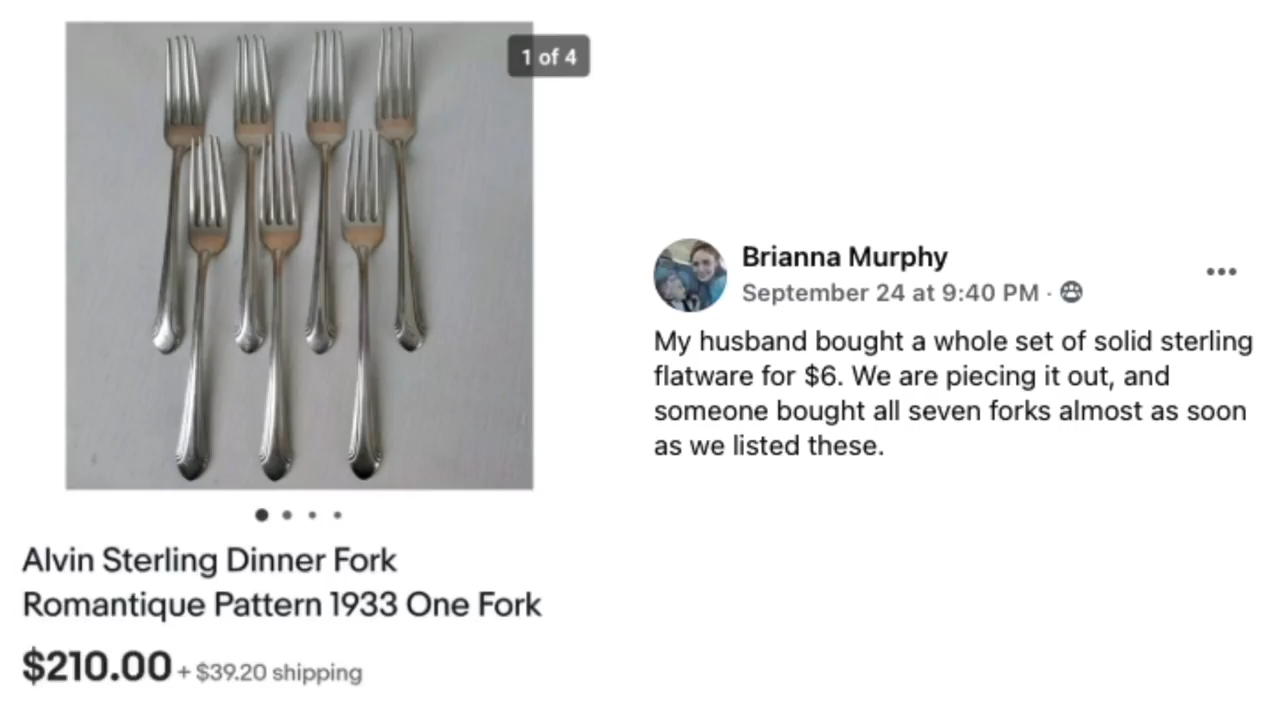 1 of 4
Alvin Sterling Dinner Fork
Romantique Pattern 1933 One Fork
$210.00 + $39.20 shipping
Brianna Murphy
September 24 at 9:40 PM ·
My husband bought a whole set of solid sterling
flatware for $6. We are piecing it out, and
someone bought all seven forks almost as soon
as we listed these.